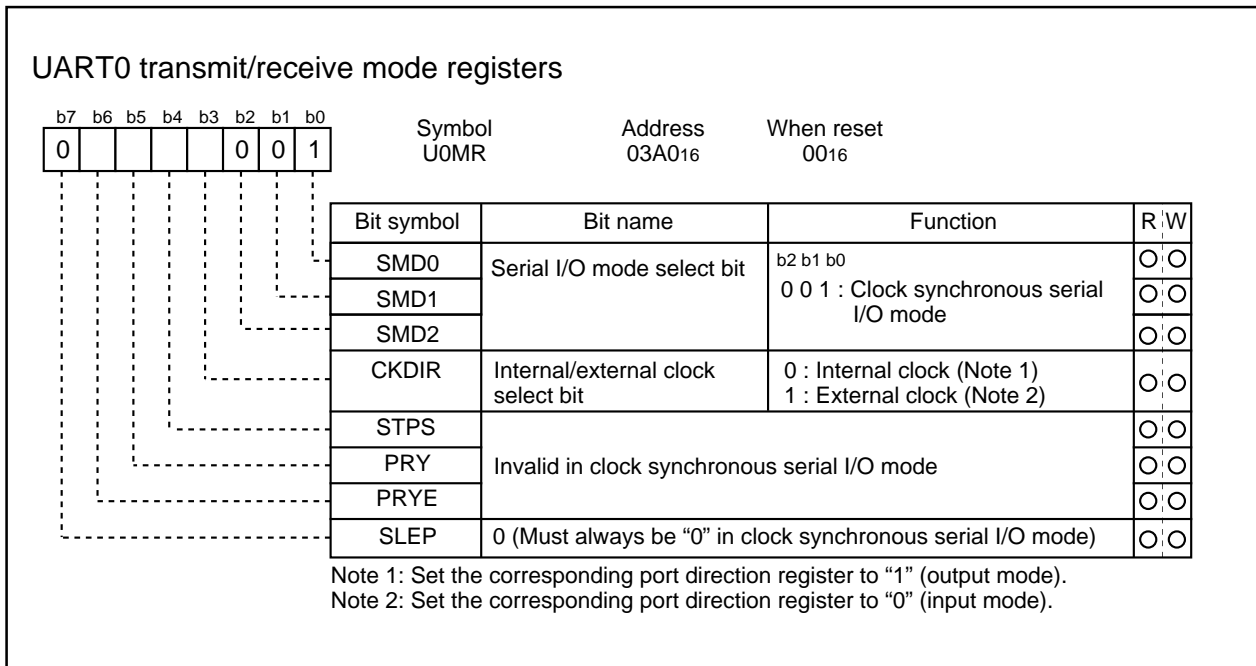 UART0 transmit/receive mode registers
b7 b6 b5 b4 b3 b2 b1 b0
0 0 0 1
Symbol Address When reset
U0MR 03A016 0016
Bit symbol Bit name Function R W
SMD0 Serial I/O mode select bit b2 b1 b0
SMD1 0 0 1 : Clock synchronous serial
I/O mode
SMD2
CKDIR Internal/external clock 0 : Internal clock (Note 1)
select bit 1 : External clock (Note 2)
STPS
PRY Invalid in clock synchronous serial I/O mode
PRYE
SLEP 0 (Must always be “0” in clock synchronous serial I/O mode)
Note 1: Set the corresponding port direction register to “1” (output mode).
Note 2: Set the corresponding port direction register to “0” (input mode).